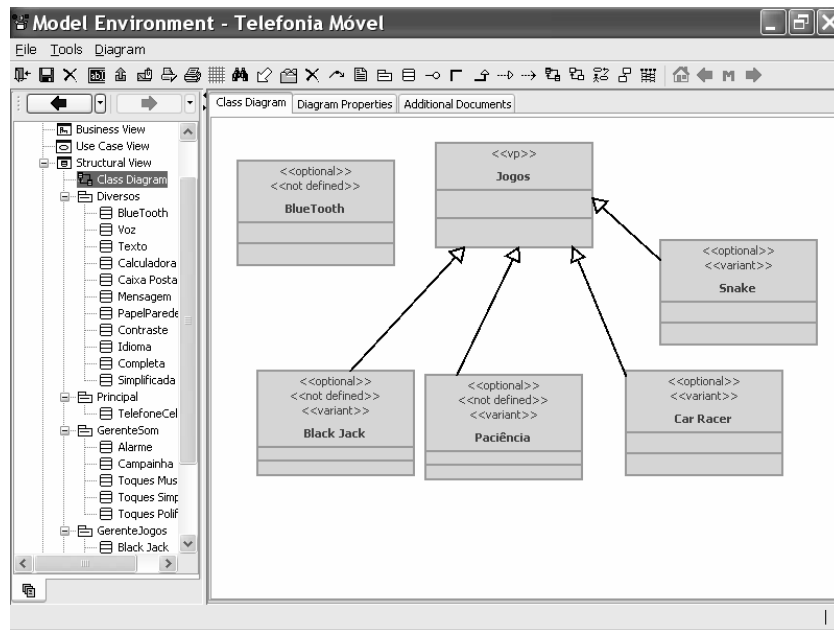 Model Environment - Telefonia Móvel
File Tools Diagram
M
Class Diagram Diagram Properties Additional Documents
Business View
Use Case View
Structural View
Class Diagram
Diversos
BlueTooth
Voz
Texto
Calculadora
Caixa Posta
Mensagem
PapelParede
Contraste
Idioma
Completa
Simplificada
Principal
TelefoneCel
GerenteSom
Alarme
Campainha
Toques Mus
Toques Simp
Toques Polif
GerenteJogos
Black Jack
<<optional>>
<<not defined>>
BlueTooth
<<vp>>
Jogos
<<optional>>
<<variant>>
Snake
<<optional>>
<<not defined>>
<<variant>>
Black Jack
<<optional>>
<<not defined>>
<<variant>>
Paciência
<<optional>>
<<variant>>
Car Racer